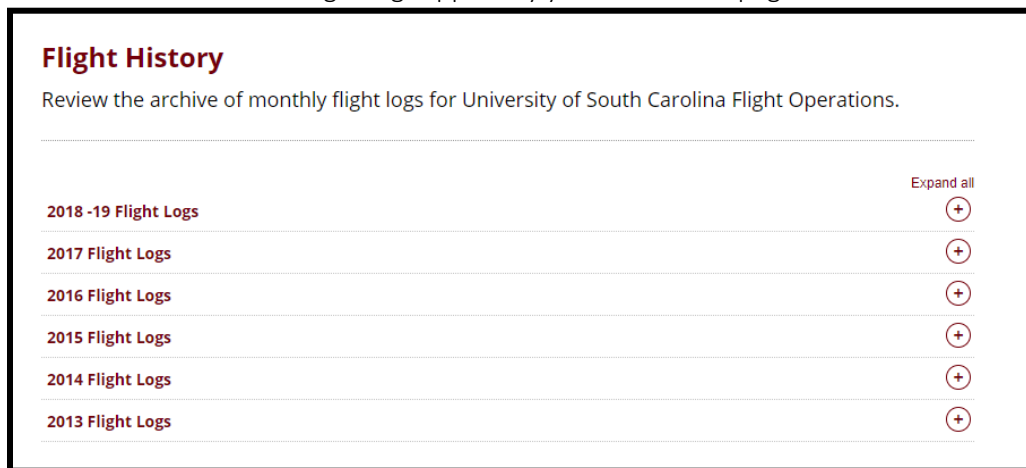 Flight History
Review the archive of monthly flight logs for University of South Carolina Flight Operations.
Expand all
2018 -19 Flight Logs
2017 Flight Logs
2016 Flight Logs
2015 Flight Logs
2014 Flight Logs
2013 Flight Logs